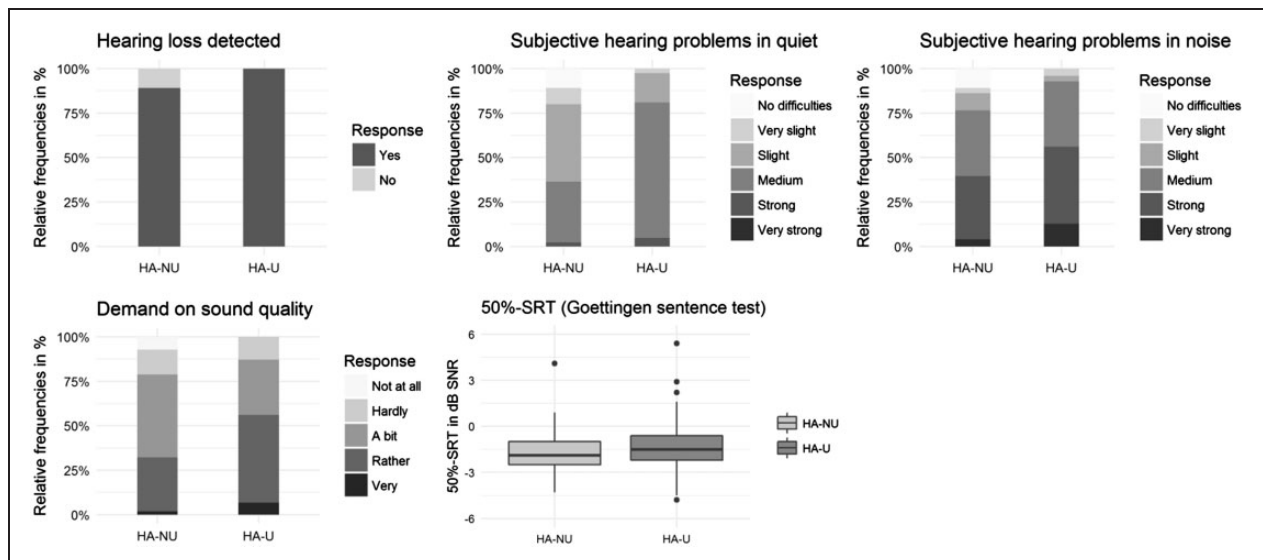 Hearing loss detected
Relative frequencies in %
100%
75%
50%
25%
0%
HA-NU
HA-U
Response
Yes
No
Subjective hearing problems in quiet
Relative frequencies in %
100%
75%
50%
25%
0%
HA-NU
HA-U
Response
No difficulties
Very slight
Slight
Medium
Strong
Very strong
Subjective hearing problems in noise
Relative frequencies in %
100%
75%
50%
25%
0%
HA-NU
HA-U
Response
No difficulties
Very slight
Slight
Medium
Strong
Very strong
Demand on sound quality
Relative frequencies in %
100%
75%
50%
25%
0%
HA-NU
HA-U
Response
Not at all
Hardly
A bit
Rather
Very
50%-SRT (Goettingen sentence test)
50%-SRT in dB SNR
6
3
0
-3
-6
HA-NU
HA-U
HA-NU
HA-U